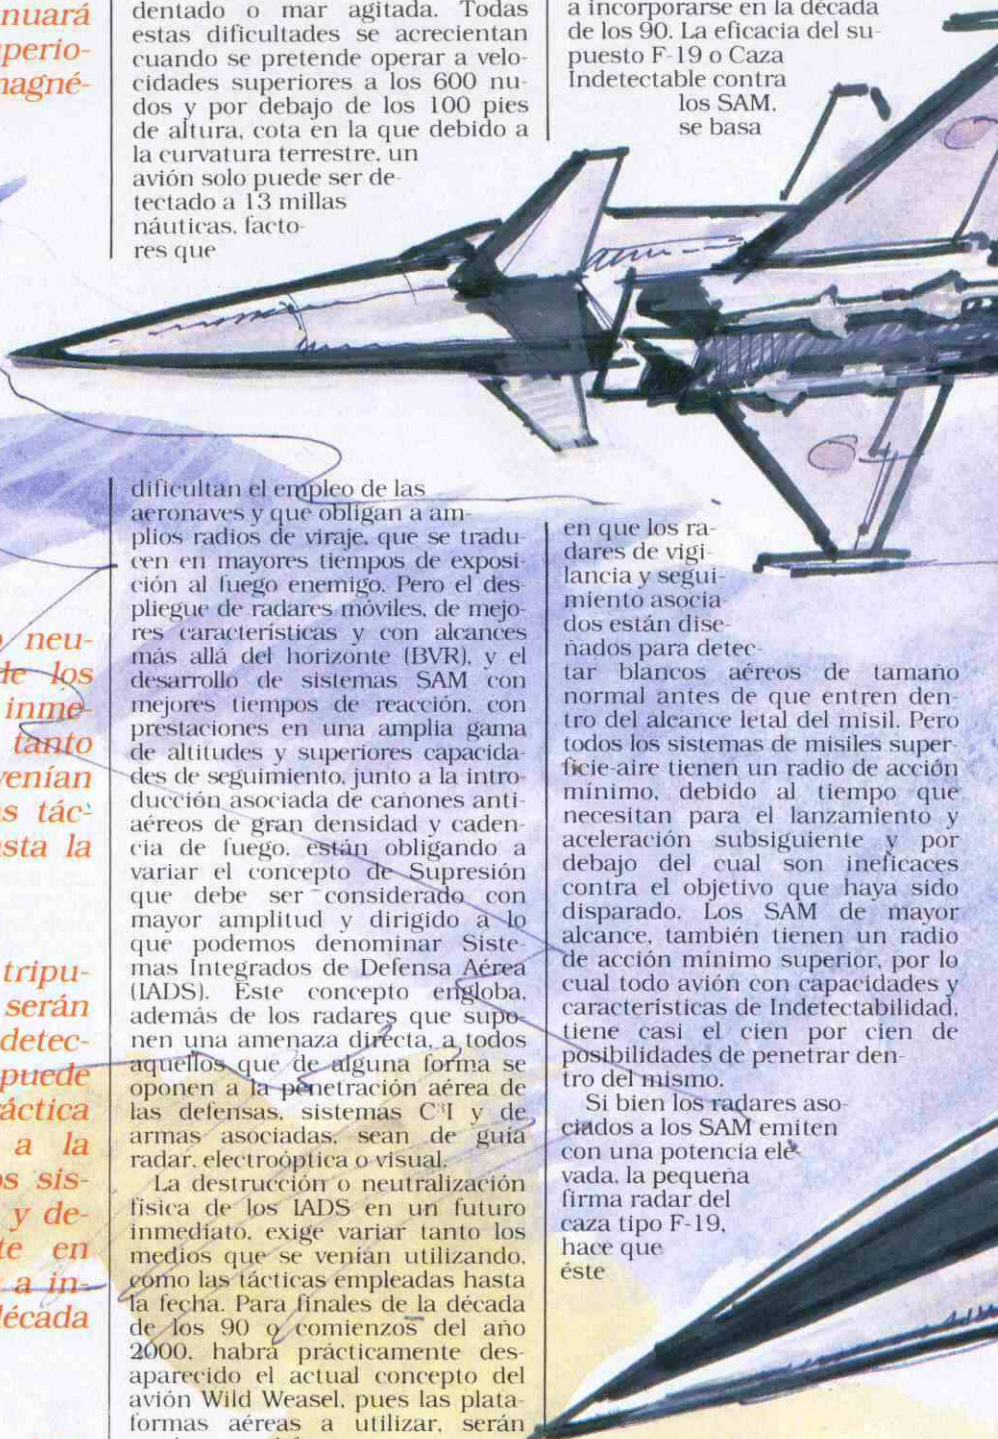 nuará
perio-
nagné-
neu-
de los
inme-
tanto
venían
s tác-
asta la
tripu-
serán
detec-
puede
ráctica
a la
os sis-
y de-
te en
a in-
década
dentado o mar agitada. Todas
estas dificultades se acrecientan
cuando se pretende operar a velo-
cidades superiores a los 600 nu-
dos y por debajo de los 100 pies
de altura, cota en la que debido a
la curvatura terrestre, un
avión solo puede ser de-
tectado a 13 millas
náuticas, facto-
res que
dificultan el empleo de las
aeronaves y que obligan a am-
plios radios de viraje, que se tradu-
cen en mayores tiempos de exposi-
ción al fuego enemigo. Pero el des-
pliegue de radares móviles, de mejo-
res características y con alcances
más allá del horizonte (BVR), y el
desarrollo de sistemas SAM con
mejores tiempos de reacción, con
prestaciones en una amplia gama
de altitudes y superiores capacida-
des de seguimiento, junto a la intro-
ducción asociada de cañones anti-
aéreos de gran densidad y caden-
cia de fuego, están obligando a
variar el concepto de Supresión
que debe ser considerado con
mayor amplitud y dirigido a lo
que podemos denominar Siste-
mas Integrados de Defensa Aérea
(IADS). Este concepto engloba,
además de los radares que supo-
nen una amenaza directa, a todos
aquellos que de alguna forma se
oponen a la penetración aérea de
las defensas, sistemas C³I y de
armas asociadas, sean de guía
radar, electroóptica o visual.
La destrucción o neutralización
física de los IADS en un futuro
inmediato, exige variar tanto los
medios que se venían utilizando,
como las tácticas empleadas hasta
la fecha. Para finales de la década
de los 90 o comienzos del año
2000, habrá prácticamente des-
aparecido el actual concepto del
avión Wild Weasel, pues las plata-
formas aéreas a utilizar, serán
a incorporarse en la década
de los 90. La eficacia del su-
puesto F-19 o Caza
Indetectable contra
los SAM,
se basa
en que los ra-
dares de vigi-
lancia y segui-
miento asocia-
dos están dise-
ñados para detec-
tar blancos aéreos de tamaño
normal antes de que entren den-
tro del alcance letal del misil. Pero
todos los sistemas de misiles super-
ficie-aire tienen un radio de acción
mínimo, debido al tiempo que
necesitan para el lanzamiento y
aceleración subsiguiente y por
debajo del cual son ineficaces
contra el objetivo que haya sido
disparado. Los SAM de mayor
alcance, también tienen un radio
de acción mínimo superior, por lo
cual todo avión con capacidades y
características de Indetectabilidad,
tiene casi el cien por cien de
posibilidades de penetrar den-
tro del mismo.
Si bien los radares aso-
ciados a los SAM emiten
con una potencia ele-
vada, la pequeña
firma radar del
caza tipo F-19,
hace que
éste